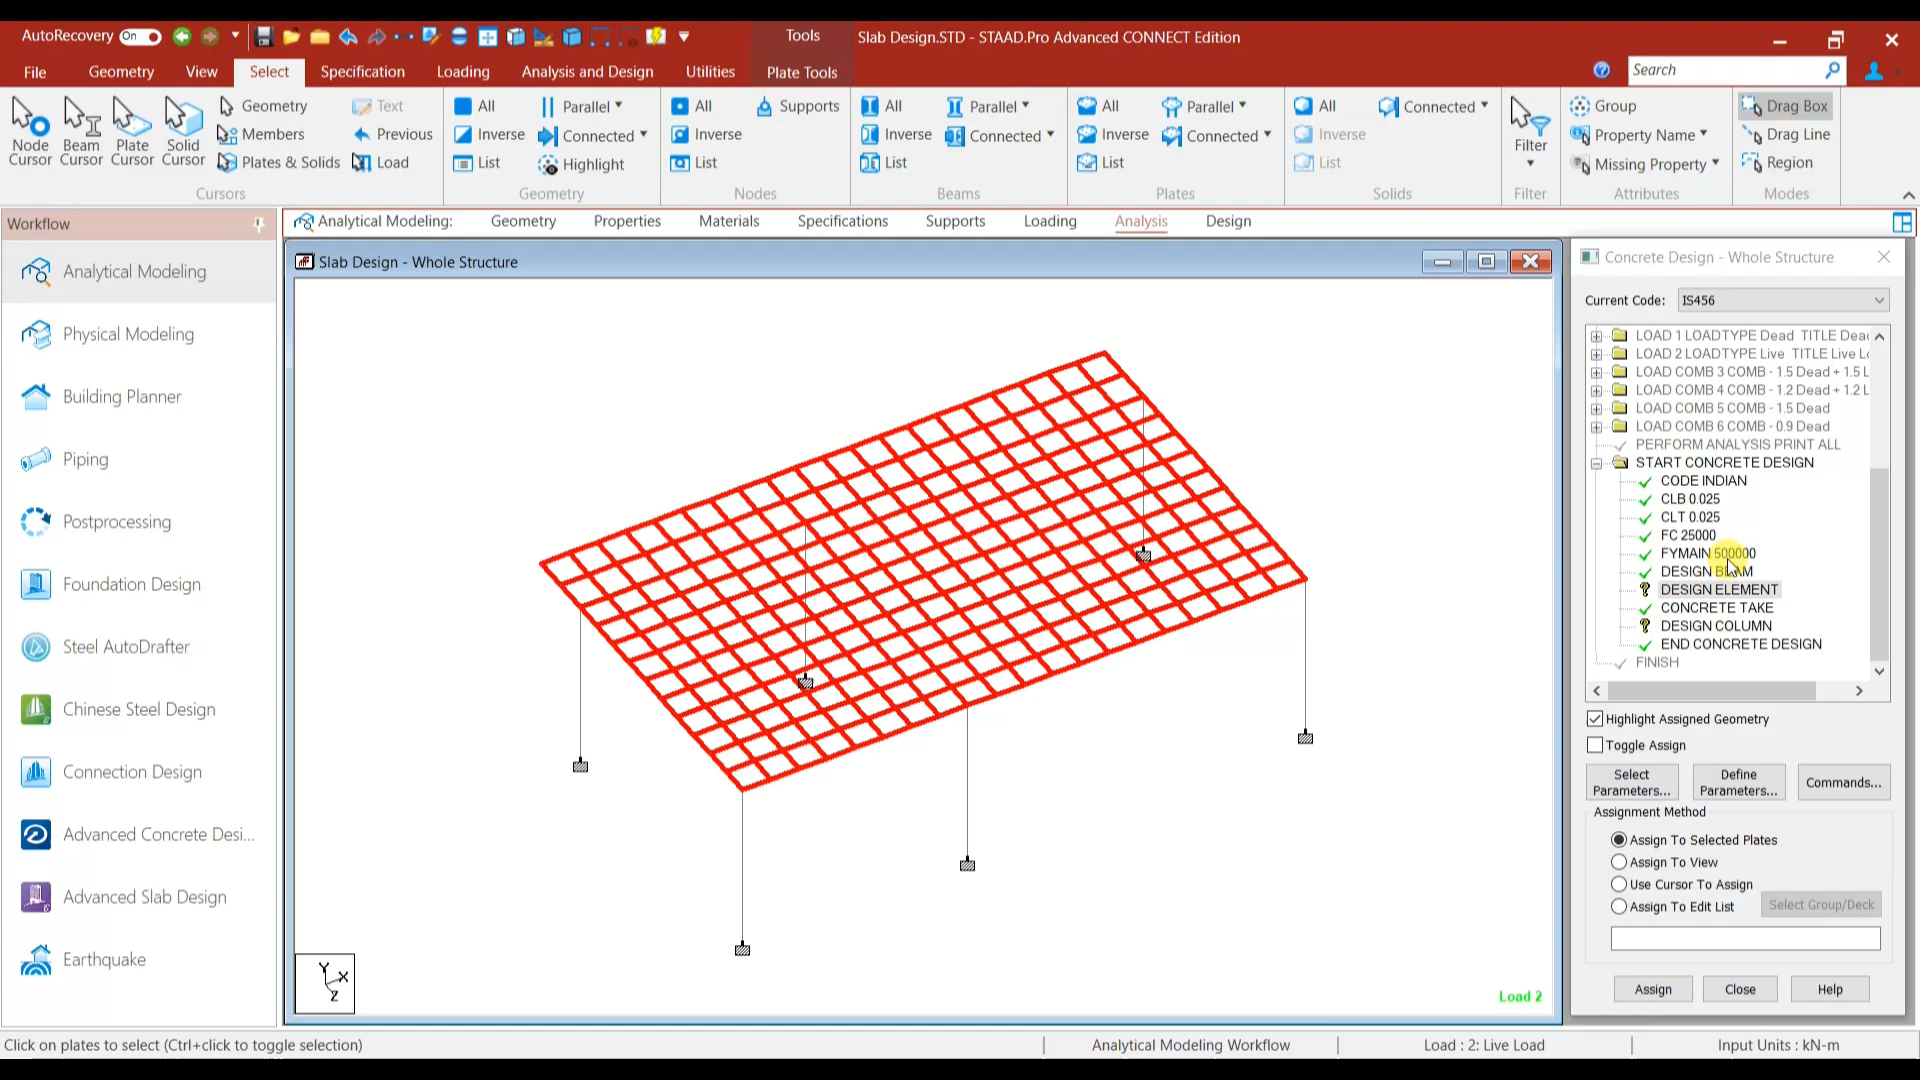 AutoRecovery On
Tools
Slab Design.STD - STAAD.Pro Advanced CONNECT Edition
File Geometry View Select Specification Loading Analysis and Design Utilities Plate Tools
Search
Node Cursor
Beam Cursor
Plate Cursor
Solid Cursor
Geometry
Members
Plates & Solids
Text
Previous
Load
Cursors
All
Inverse
List
Parallel
Connected
Highlight
Geometry
All
Inverse
List
Supports
Nodes
All
Inverse
List
Parallel
Connected
Beams
All
Inverse
List
Parallel
Connected
Plates
All
Inverse
List
Connected
Solids
Filter
Filter
Group
Property Name
Missing Property
Attributes
Drag Box
Drag Line
Region
Modes
Workflow
Analytical Modeling
Physical Modeling
Building Planner
Piping
Postprocessing
Foundation Design
Steel AutoDrafter
Chinese Steel Design
Connection Design
Advanced Concrete Desi...
Advanced Slab Design
Earthquake
Analytical Modeling: Geometry Properties Materials Specifications Supports Loading Analysis Design
Slab Design - Whole Structure
Y
X
Z
Load 2
Concrete Design - Whole Structure
Current Code: IS456
LOAD 1 LOADTYPE Dead TITLE Dead
LOAD 2 LOADTYPE Live TITLE Live Lo
LOAD COMB 3 COMB - 1.5 Dead + 1.5 L
LOAD COMB 4 COMB - 1.2 Dead + 1.2 L
LOAD COMB 5 COMB - 1.5 Dead
LOAD COMB 6 COMB - 0.9 Dead
PERFORM ANALYSIS PRINT ALL
START CONCRETE DESIGN
CODE INDIAN
CLB 0.025
CLT 0.025
FC 25000
FYMAIN 500000
DESIGN BEAM
DESIGN ELEMENT
CONCRETE TAKE
DESIGN COLUMN
END CONCRETE DESIGN
FINISH
Highlight Assigned Geometry
Toggle Assign
Select Parameters...
Define Parameters...
Commands...
Assignment Method
Assign To Selected Plates
Assign To View
Use Cursor To Assign
Assign To Edit List
Select Group/Deck
Assign Close Help
Click on plates to select (Ctrl+click to toggle selection)
Analytical Modeling Workflow
Load : 2: Live Load
Input Units : kN-m